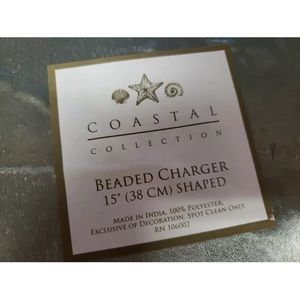 COASTAL
COLLECTION
BEADED CHARGER
15" (38 CM) SHAPED
MADE IN INDIA. 100% POLYESTER.
EXCLUSIVE OF DECORATION. SPOT CLEAN ONLY.
RN 106002